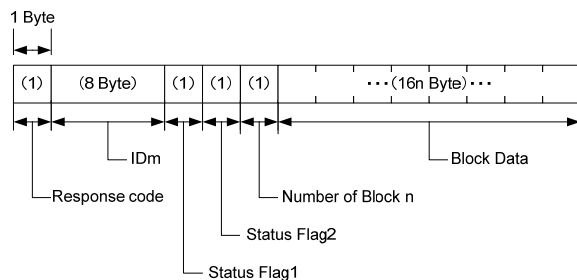 1 Byte
(1) (8 Byte) (1) (1) (1) ···(16n Byte)···
IDm Block Data
Response code Number of Block n
Status Flag2
Status Flag1